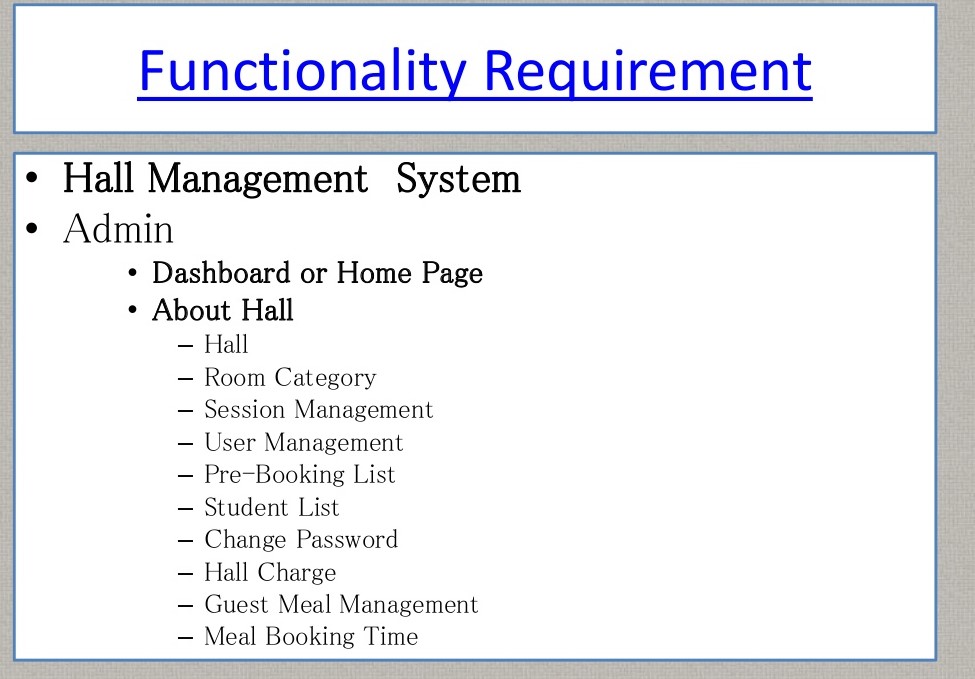 Functionality Requirement
• Hall Management System
• Admin
• Dashboard or Home Page
• About Hall
– Hall
– Room Category
– Session Management
– User Management
– Pre-Booking List
– Student List
– Change Password
– Hall Charge
– Guest Meal Management
– Meal Booking Time